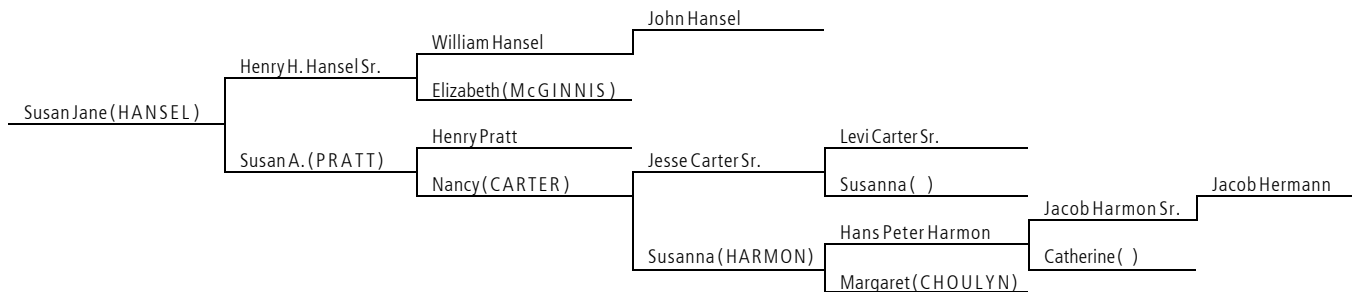 John Hansel
William Hansel
Henry H. Hansel Sr.
Elizabeth (McGINNIS)
Susan Jane (HANSEL)
Henry Pratt
Levi Carter Sr.
Susan A. (PRATT)
Jesse Carter Sr.
Nancy (CARTER)
Susanna ( )
Jacob Hermann
Jacob Harmon Sr.
Hans Peter Harmon
Susanna (HARMON)
Catherine ( )
Margaret (CHOULYN)